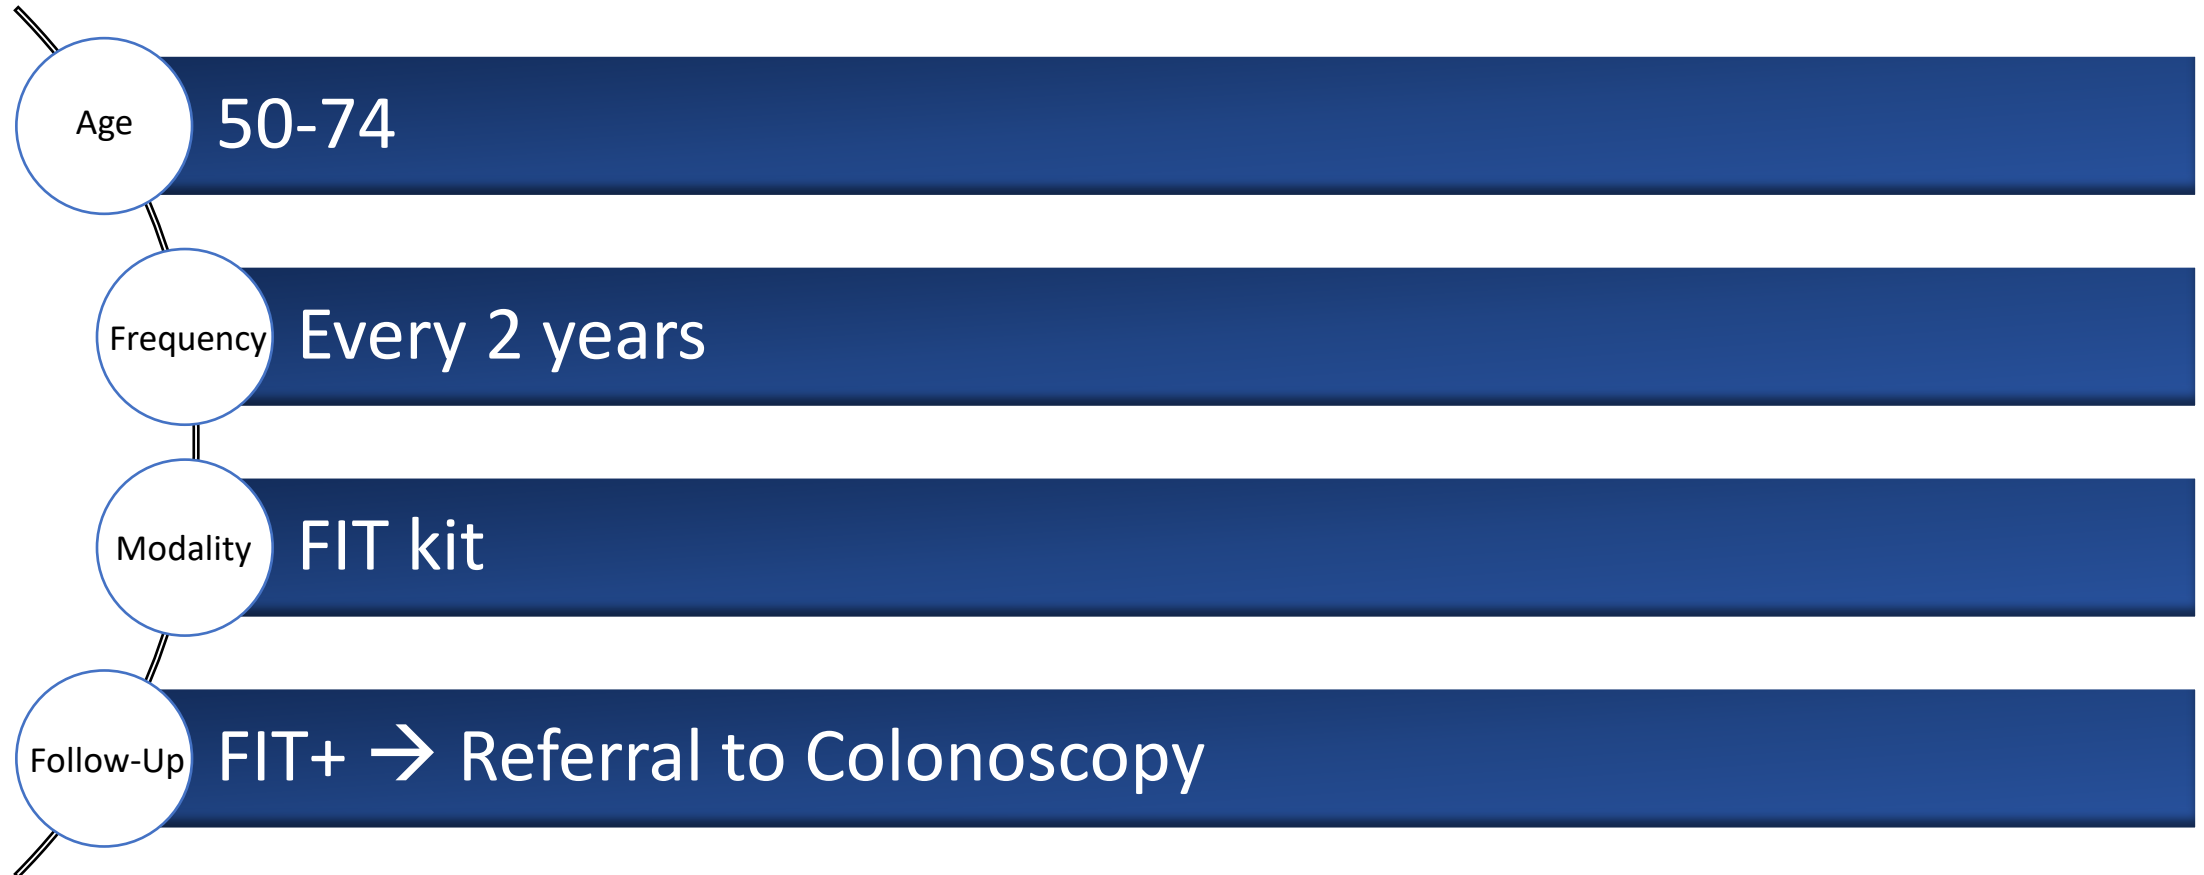 Age
50-74
Frequency
Every 2 years
Modality
FIT kit
Follow-Up
FIT+ → Referral to Colonoscopy